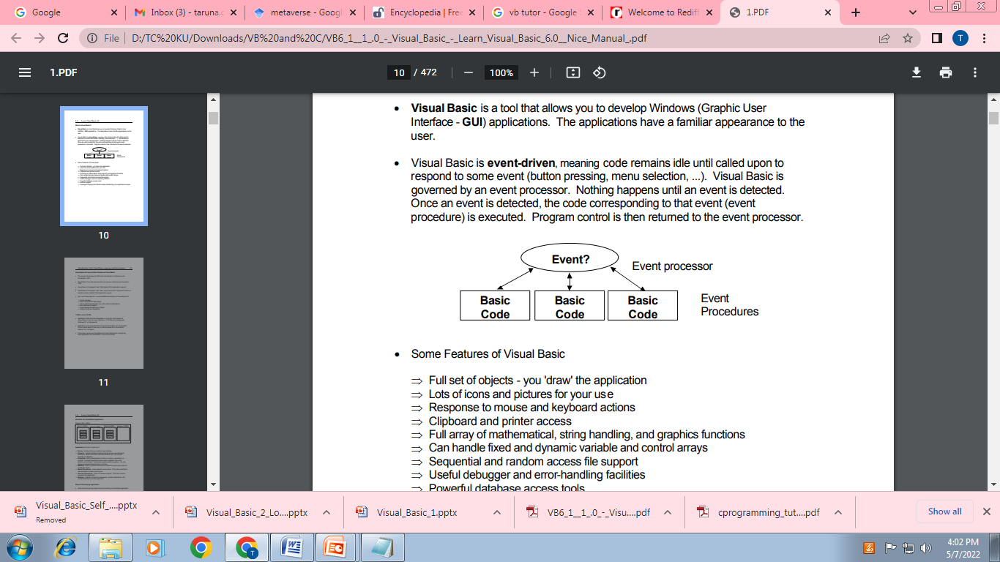 Google
Inbox (3) - taruna.c
metaverse - Goog
Encyclopedia | Fre
vb tutor - Google
Welcome to Rediff
1.PDF
File | D:/TC%20KU/Downloads/VB%20and%20C/VB6_1__1_.0_-_Visual_Basic_-_Learn_Visual_Basic_6.0__Nice_Manual_.pdf
T
1.PDF
10 / 472
100%
• Visual Basic is a tool that allows you to develop Windows (Graphic User
Interface - GUI) applications. The applications have a familiar appearance to the
user.
• Visual Basic is event-driven, meaning code remains idle until called upon to
respond to some event (button pressing, menu selection, ...). Visual Basic is
governed by an event processor. Nothing happens until an event is detected.
Once an event is detected, the code corresponding to that event (event
procedure) is executed. Program control is then returned to the event processor.
Event?
Event processor
Basic
Code
Basic
Code
Basic
Code
Event
Procedures
• Some Features of Visual Basic
⇒ Full set of objects - you 'draw' the application
⇒ Lots of icons and pictures for your use
⇒ Response to mouse and keyboard actions
⇒ Clipboard and printer access
⇒ Full array of mathematical, string handling, and graphics functions
⇒ Can handle fixed and dynamic variable and control arrays
⇒ Sequential and random access file support
⇒ Useful debugger and error-handling facilities
⇒ Powerful database access tools
10
11
Visual_Basic_Self_....pptx
Removed
Visual_Basic_2_Lo....pptx
Visual_Basic_1.pptx
VB6_1__1_.0_-_Visu....pdf
cprogramming_tut....pdf
Show all
4:02 PM
5/7/2022